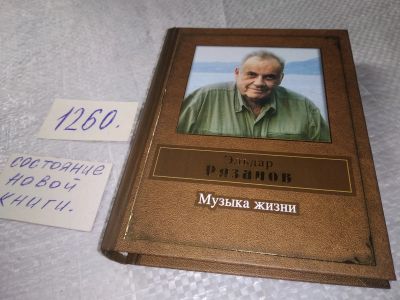 1260.
состояние
новой
книги.
Эльдар
Рязанов
Музыка жизни